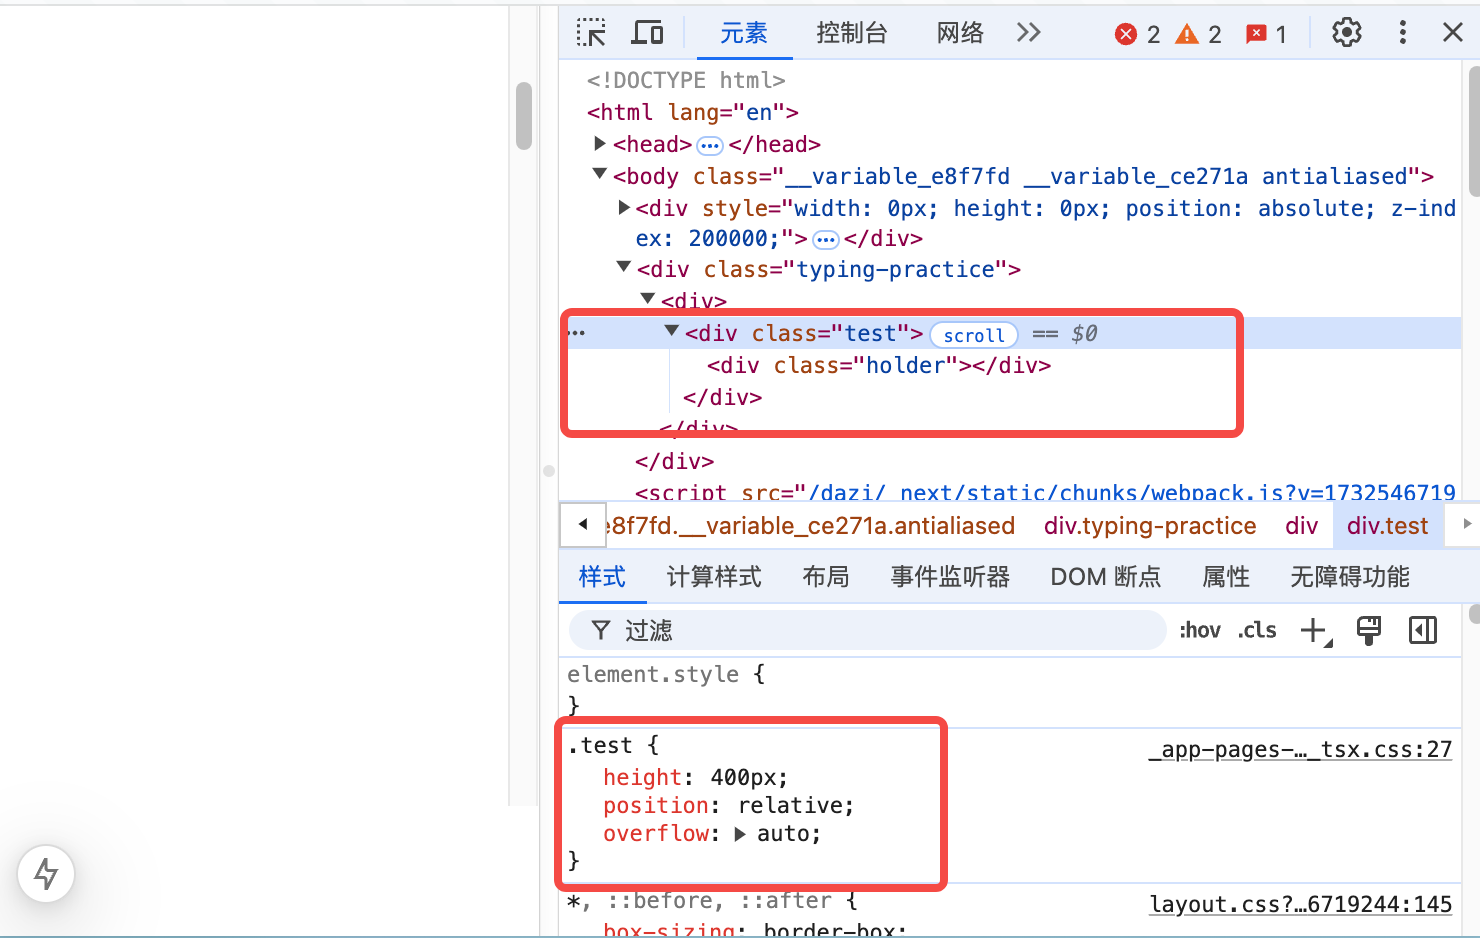 元素 控制台 网络 2 2 1
<!DOCTYPE html>
<html lang="en">
<head> </head>
<body class="__variable_e8f7fd __variable_ce271a antialiased">
<div style="width: 0px; height: 0px; position: absolute; z-ind
ex: 200000;"> </div>
<div class="typing-practice">
<div>
<div class="test"> scroll == $0
<div class="holder"></div>
</div>
</div>
</div>
<script src="/dazi/_next/static/chunks/webpack.js?v=1732546719
e8f7fd.__variable_ce271a.antialiased div.typing-practice div div.test
样式 计算样式 布局 事件监听器 DOM 断点 属性 无障碍功能
过滤 :hov .cls
element.style {
}
.test { _app-pages-…_tsx.css:27
height: 400px;
position: relative;
overflow: auto;
}
*, ::before, ::after { layout.css?…6719244:145
box-sizing: border-box;